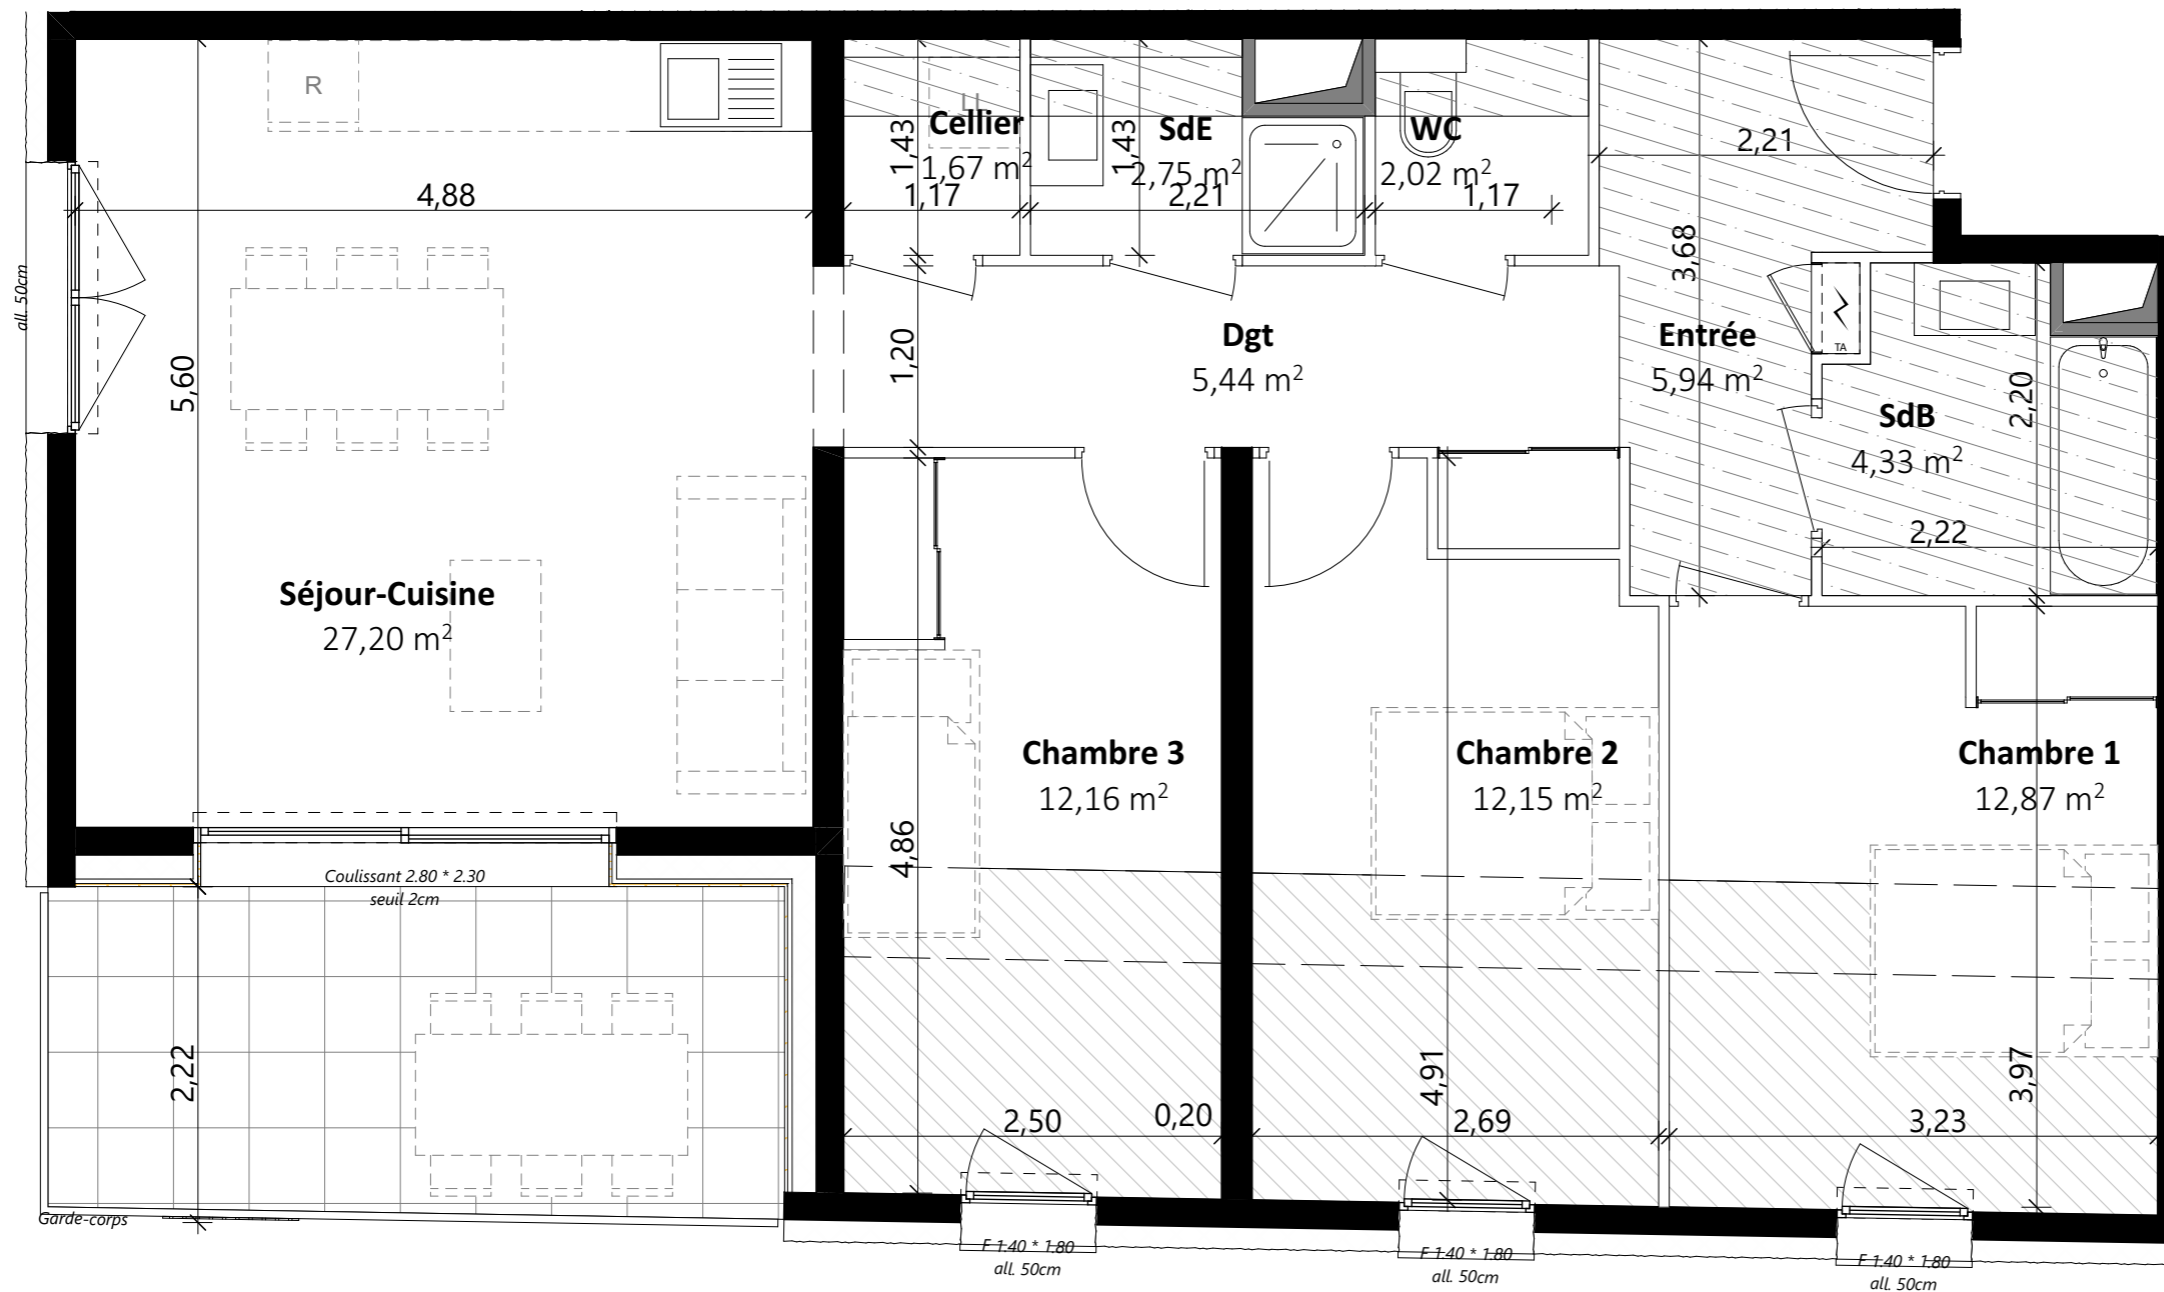 R
LL
Cellier
1,67 m²
1,43
1,17
SdE
2,75 m²
1,43
2,21
WC
2,02 m²
1,17
2,21
4,88
3,68
all. 50cm
5,60
1,20
Dgt
5,44 m²
Entrée
5,94 m²
TA
SdB
4,33 m²
2,20
2,22
Séjour-Cuisine
27,20 m²
Chambre 3
12,16 m²
Chambre 2
12,15 m²
Chambre 1
12,87 m²
4,86
Coulissant 2.80 * 2.30
seuil 2cm
2,22
4,91
3,97
2,50
0,20
2,69
3,23
Garde-corps
F 1.40 * 1.80
all. 50cm
F 1.40 * 1.80
all. 50cm
F 1.40 * 1.80
all. 50cm